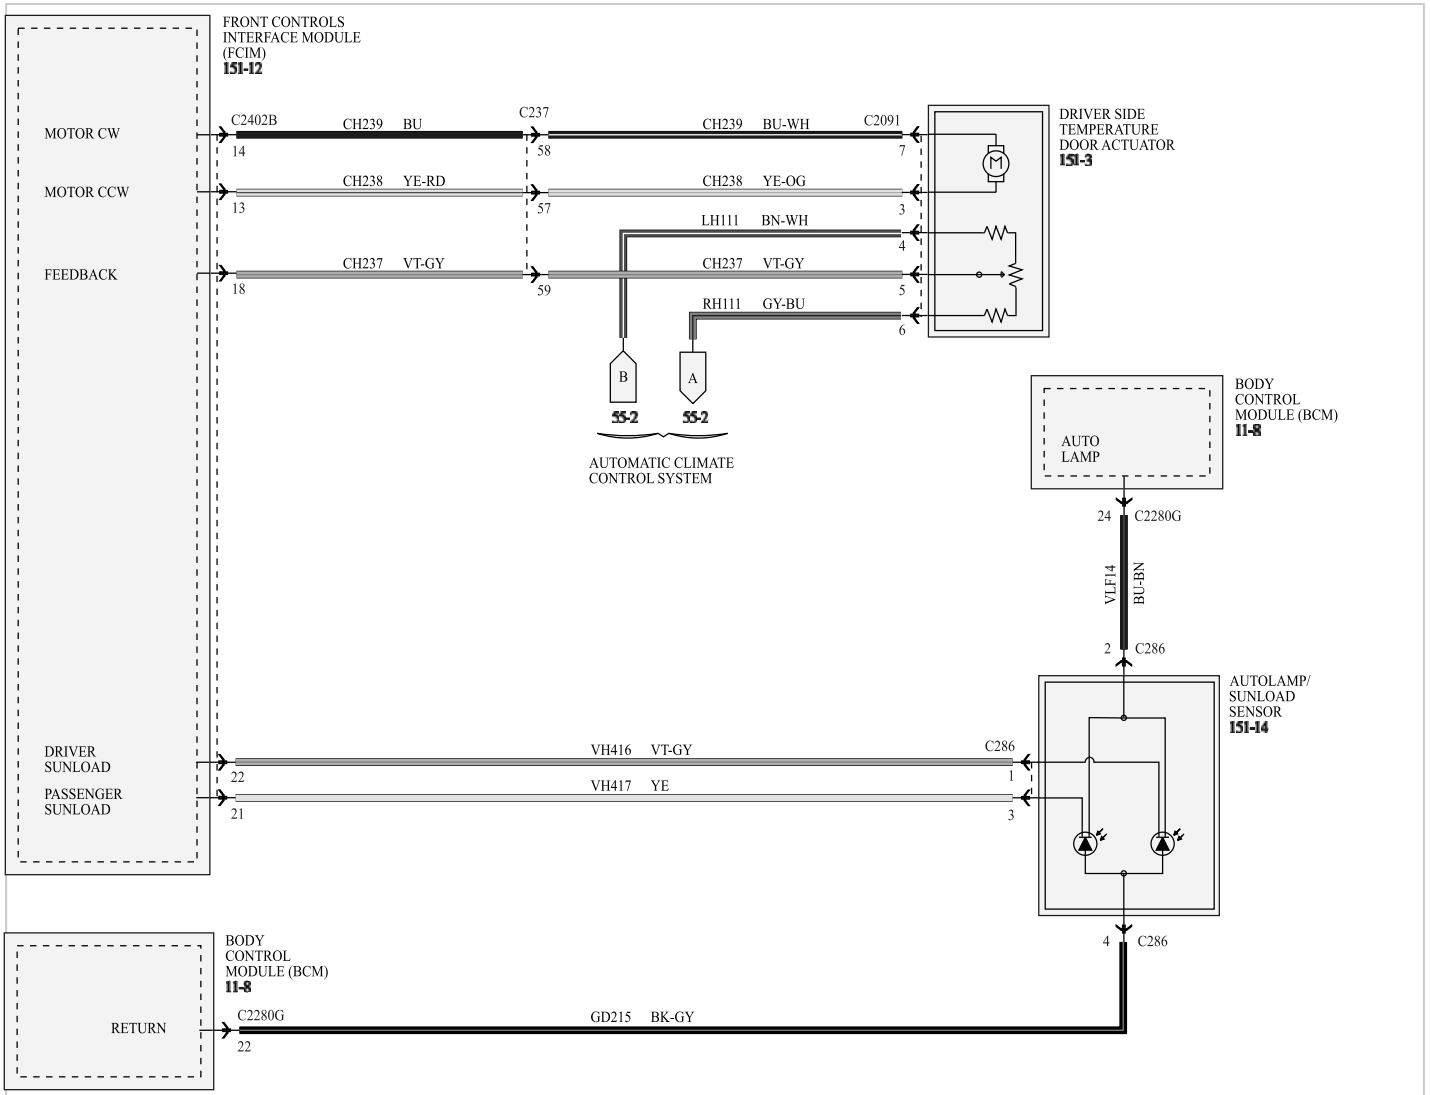 FRONT CONTROLS
INTERFACE MODULE
(FCIM)
151-12
MOTOR CW
C2402B
14
CH239 BU
C237
58
CH239 BU-WH
C2091
7
DRIVER SIDE
TEMPERATURE
DOOR ACTUATOR
151-3
M
MOTOR CCW
13
CH238 YE-RD
57
CH238 YE-OG
3
LH111 BN-WH
4
FEEDBACK
18
CH237 VT-GY
59
CH237 VT-GY
5
RH111 GY-BU
6
B
A
55-2
55-2
AUTOMATIC CLIMATE
CONTROL SYSTEM
BODY
CONTROL
MODULE (BCM)
11-8
AUTO
LAMP
24 C2280G
VLF14
BU-BN
2 C286
AUTOLAMP/
SUNLOAD
SENSOR
151-14
DRIVER
SUNLOAD
22
VH416 VT-GY
C286
1
PASSENGER
SUNLOAD
21
VH417 YE
3
4 C286
BODY
CONTROL
MODULE (BCM)
11-8
RETURN
C2280G
22
GD215 BK-GY